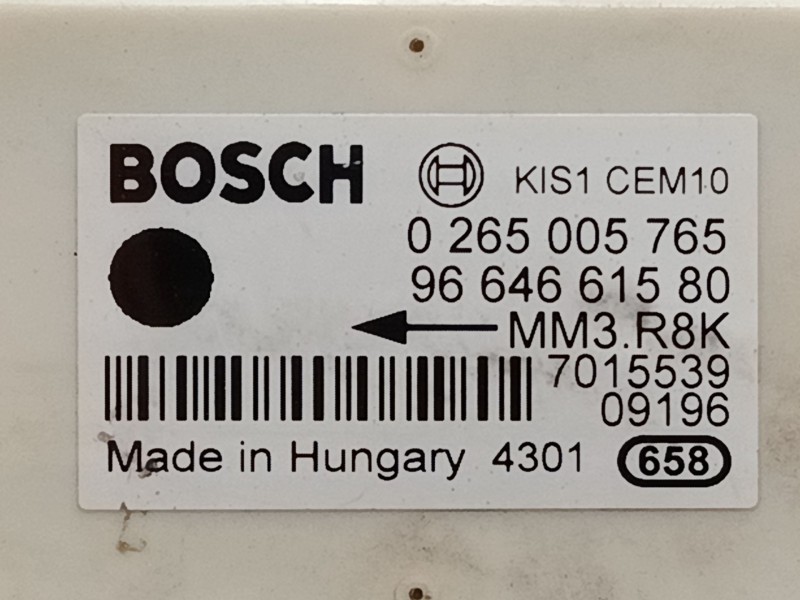 BOSCH KIS1 CEM10
0 265 005 765
96 646 615 80
MM3.R8K
7015539
09196
Made in Hungary 4301 658